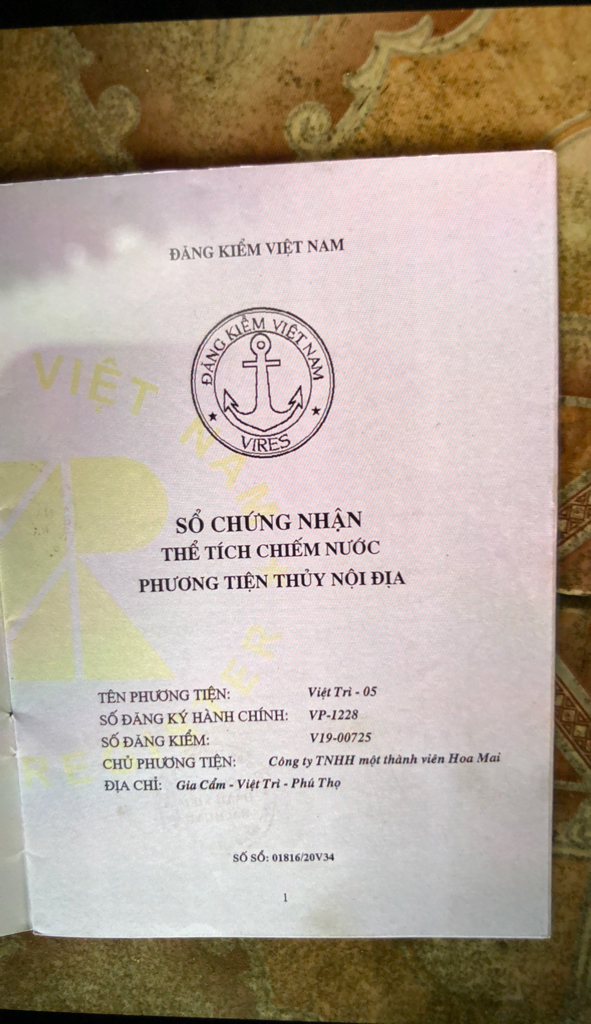 ĐĂNG KIỂM VIỆT NAM
ĐĂNG KIỂM VIỆT NAM
VIRES
VIỆT NAM
REGISTER
SỔ CHỨNG NHẬN
THỂ TÍCH CHIẾM NƯỚC
PHƯƠNG TIỆN THỦY NỘI ĐỊA
TÊN PHƯƠNG TIỆN: Việt Trì - 05
SỐ ĐĂNG KÝ HÀNH CHÍNH: VP-1228
SỐ ĐĂNG KIỂM: V19-00725
CHỦ PHƯƠNG TIỆN: Công ty TNHH một thành viên Hoa Mai
ĐỊA CHỈ: Gia Cẩm - Việt Trì - Phú Thọ
SỐ SỔ: 01816/20V34
1